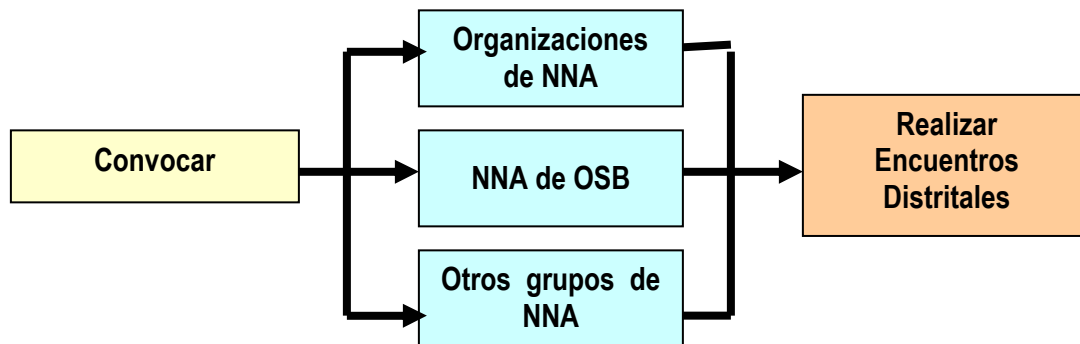 Organizaciones
de NNA
Convocar
NNA de OSB
Otros grupos de
NNA
Realizar
Encuentros
Distritales